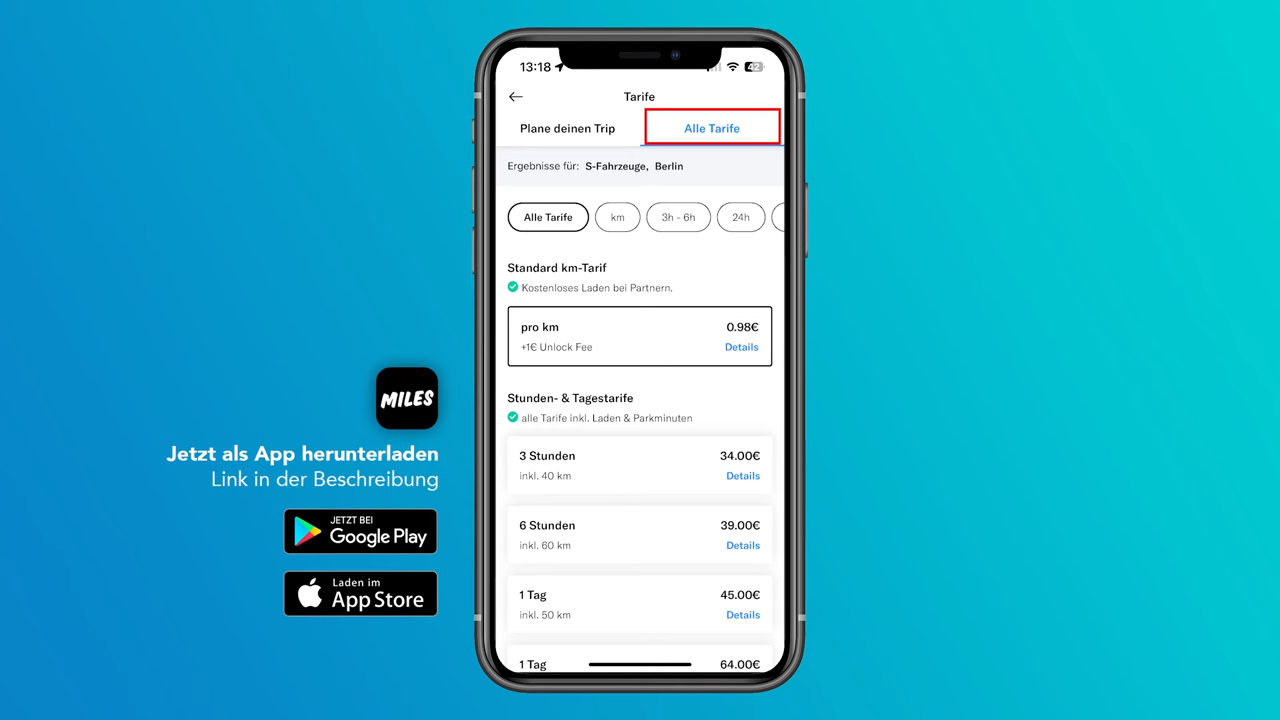 13:18
42
Tarife
Plane deinen Trip
Alle Tarife
Ergebnisse für: S-Fahrzeuge, Berlin
Alle Tarife
km
3h - 6h
24h
Standard km-Tarif
Kostenloses Laden bei Partnern.
pro km 0.98€
+1€ Unlock Fee Details
Stunden- & Tagestarife
alle Tarife inkl. Laden & Parkminuten
3 Stunden 34.00€
inkl. 40 km Details
6 Stunden 39.00€
inkl. 60 km Details
1 Tag 45.00€
inkl. 50 km Details
1 Tag 64.00€
MILES
Jetzt als App herunterladen
Link in der Beschreibung
JETZT BEI
Google Play
Laden im
App Store